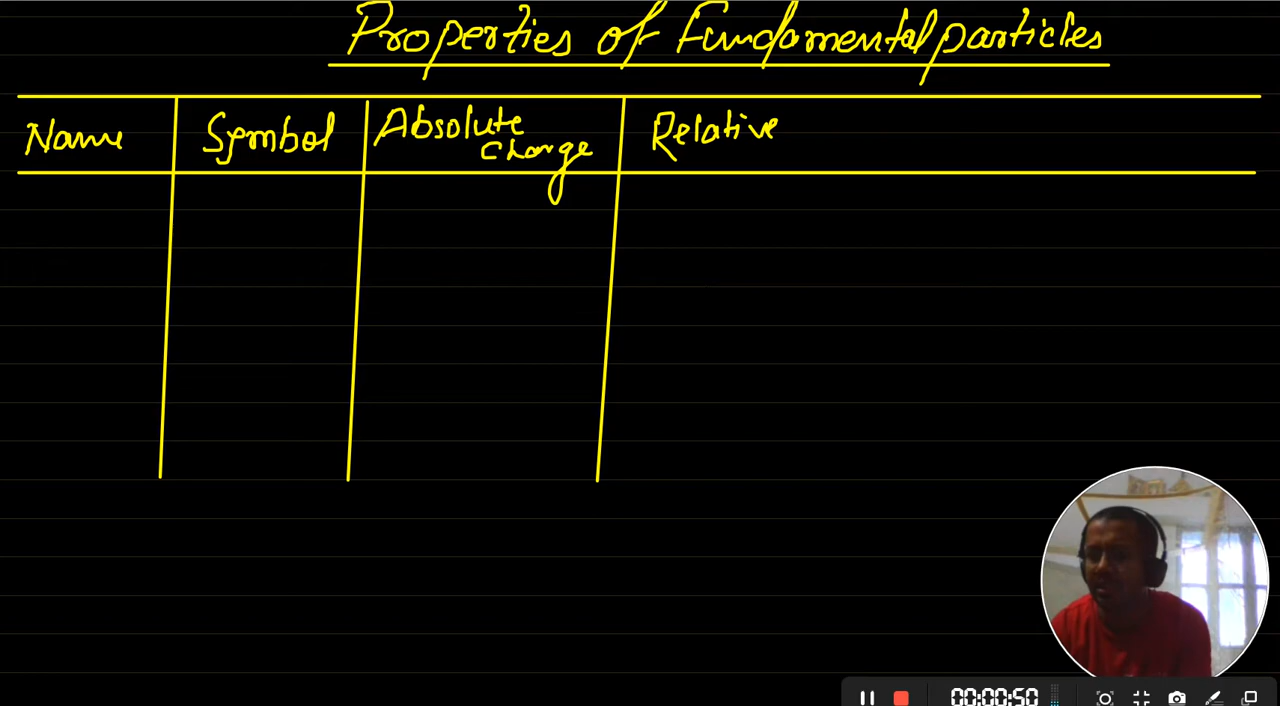 Properties of Fundamental particles
Name Symbol Absolute charge Relative
00:00:50